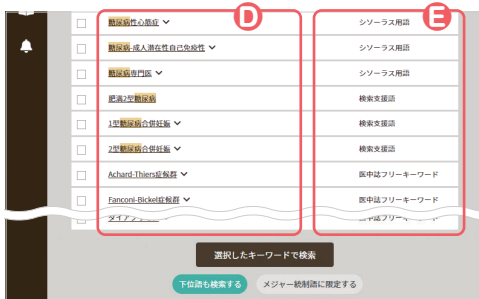 D
E
糖尿病性心筋症 シソーラス用語
糖尿病-成人潜在性自己免疫性 シソーラス用語
糖尿病専門医 シソーラス用語
肥満2型糖尿病 検索支援語
1型糖尿病合併妊娠 検索支援語
2型糖尿病合併妊娠 検索支援語
Achard-Thiers症候群 医中誌フリーキーワード
Fanconi-Bickel症候群 医中誌フリーキーワード
選択したキーワードで検索
下位語も検索する メジャー統制語に限定する